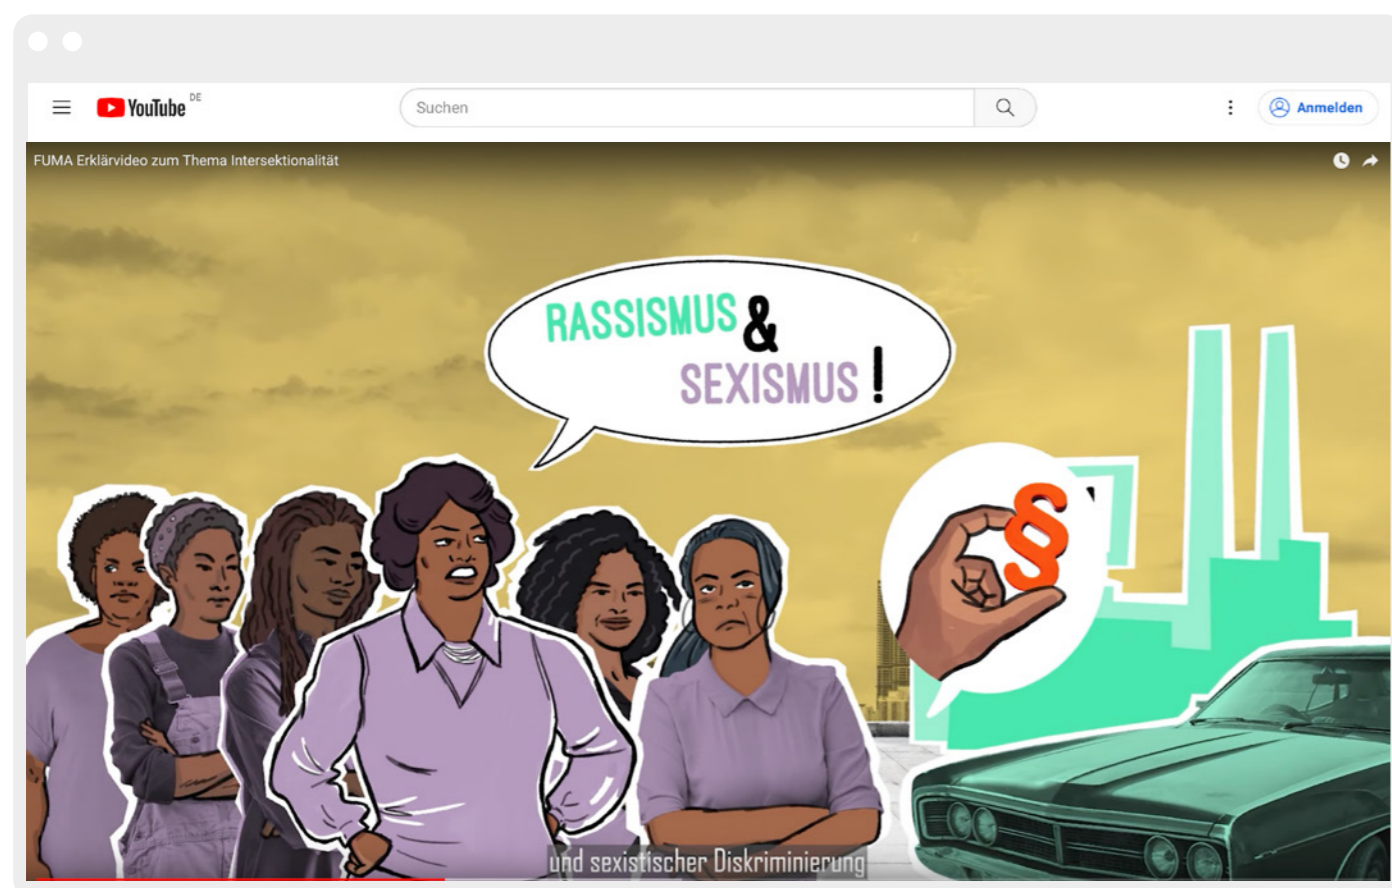 YouTube DE
Suchen
Anmelden
FUMA Erklärvideo zum Thema Intersektionalität
RASSISMUS &
SEXISMUS !
§
und sexistischer Diskriminierung